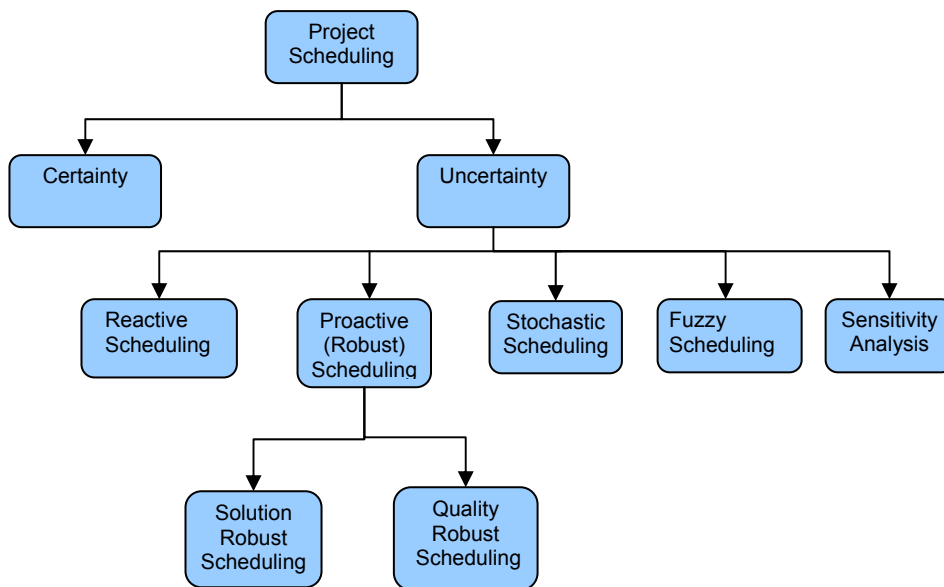 Project
Scheduling
Certainty
Uncertainty
Reactive
Scheduling
Proactive
(Robust)
Scheduling
Stochastic
Scheduling
Fuzzy
Scheduling
Sensitivity
Analysis
Solution
Robust
Scheduling
Quality
Robust
Scheduling